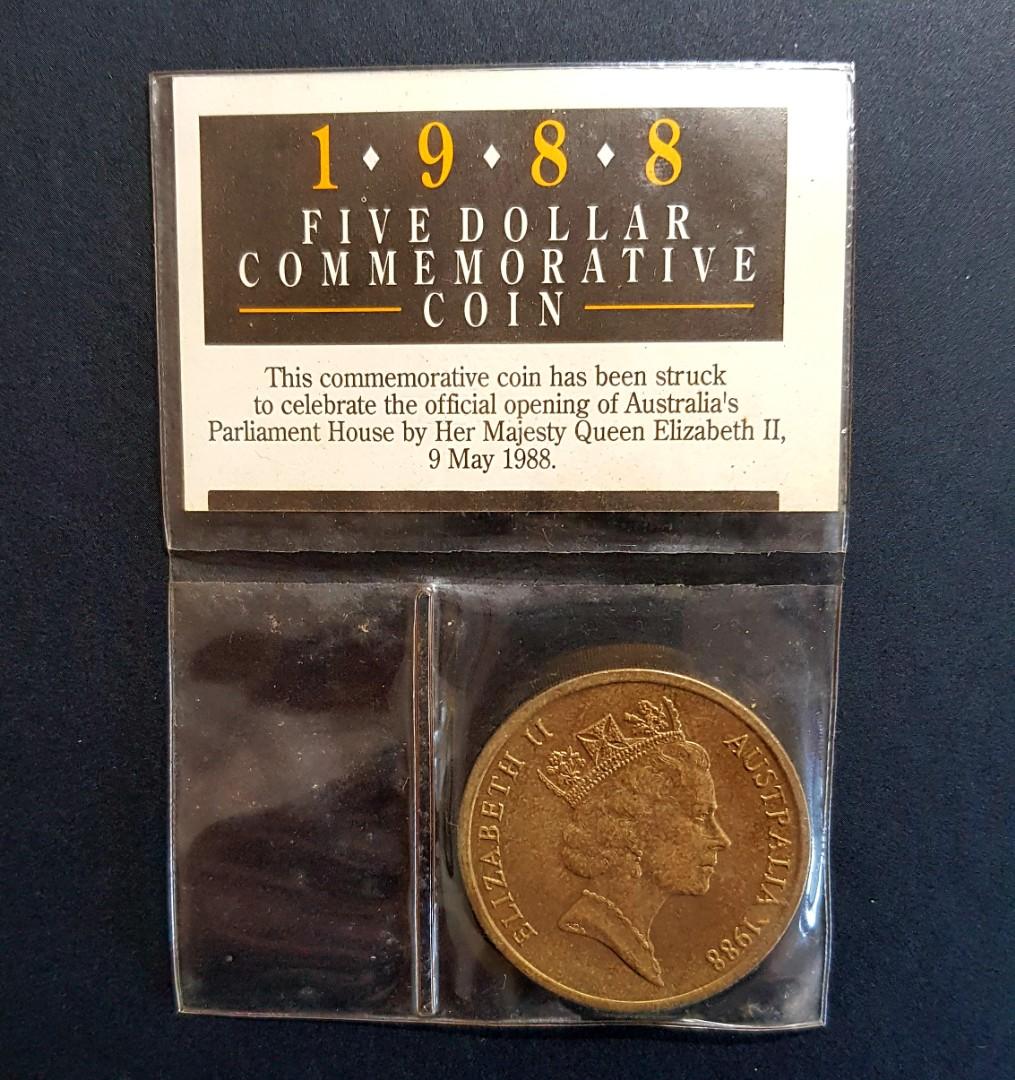 1 ♦ 9 ♦ 8 ♦ 8
FIVE DOLLAR
COMMEMORATIVE
COIN
This commemorative coin has been struck
to celebrate the official opening of Australia's
Parliament House by Her Majesty Queen Elizabeth II,
9 May 1988.
ELIZABETH II
AUSTRALIA 1988